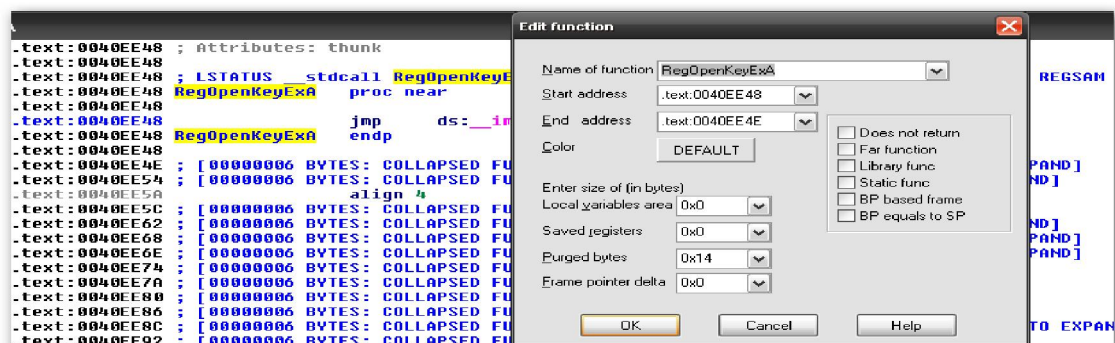 Edit function
.text:0040EE48 ; Attributes: thunk
.text:0040EE48
.text:0040EE48 ; LSTATUS __stdcall RegOpenKeyE REGSAM
.text:0040EE48 RegOpenKeyExA proc near
.text:0040EE48
.text:0040EE48 jmp ds:__im
.text:0040EE48 RegOpenKeyExA endp
.text:0040EE48
.text:0040EE4E ; [00000006 BYTES: COLLAPSED FU PAND]
.text:0040EE54 ; [00000006 BYTES: COLLAPSED FU ND]
.text:0040EE5A align 4
.text:0040EE5C ; [00000006 BYTES: COLLAPSED FU
.text:0040EE62 ; [00000006 BYTES: COLLAPSED FU ND]
.text:0040EE68 ; [00000006 BYTES: COLLAPSED FU PAND]
.text:0040EE6E ; [00000006 BYTES: COLLAPSED FU PAND]
.text:0040EE74 ; [00000006 BYTES: COLLAPSED FU
.text:0040EE7A ; [00000006 BYTES: COLLAPSED FU
.text:0040EE80 ; [00000006 BYTES: COLLAPSED FU
.text:0040EE86 ; [00000006 BYTES: COLLAPSED FU
.text:0040EE8C ; [00000006 BYTES: COLLAPSED FU TO EXPAN
.text:0040EE92 : [00000006 BYTES: COLLAPSED FU
Name of function RegOpenKeyExA
Start address .text:0040EE48
End address .text:0040EE4E
Color DEFAULT
Enter size of (in bytes)
Local variables area 0x0
Saved registers 0x0
Purged bytes 0x14
Frame pointer delta 0x0
Does not return
Far function
Library func
Static func
BP based frame
BP equals to SP
OK Cancel Help